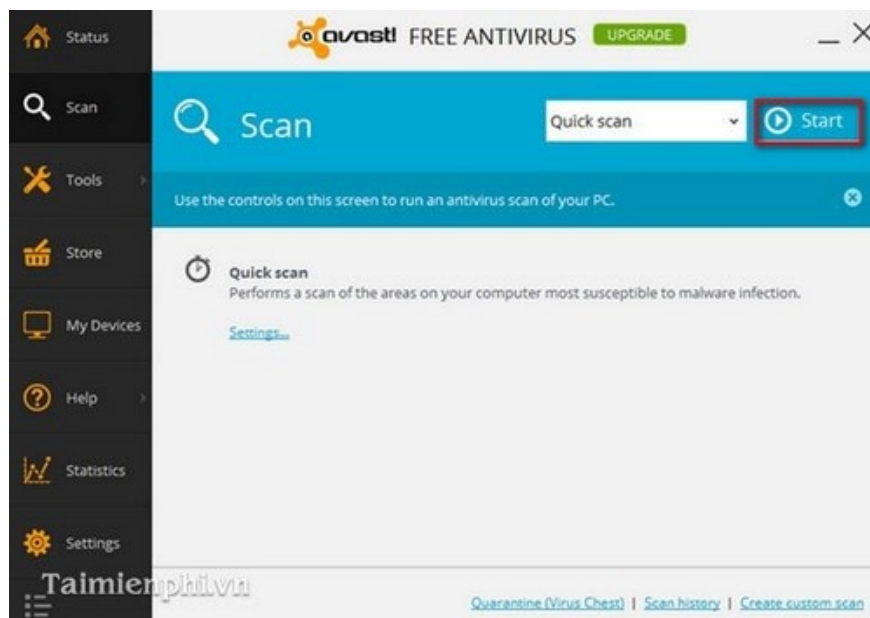 Status
avast! FREE ANTIVIRUS UPGRADE
Scan
Scan
Quick scan
Start
Tools
Use the controls on this screen to run an antivirus scan of your PC.
Store
Quick scan
Performs a scan of the areas on your computer most susceptible to malware infection.
My Devices
Settings...
Help
Statistics
Settings
Taimienphi.vn
Quarantine (Virus Chest) | Scan history | Create custom scan